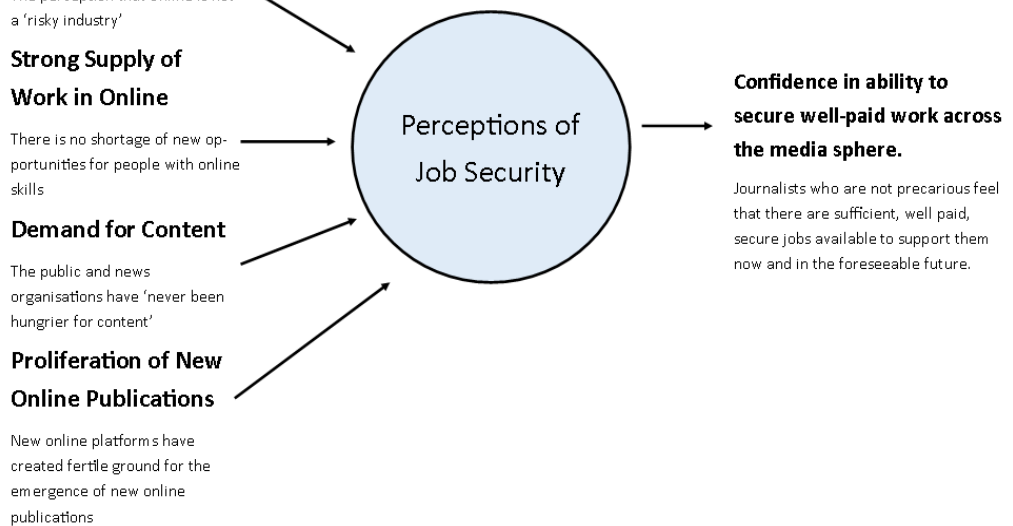 a ‘risky industry’
Strong Supply of
Work in Online
There is no shortage of new op-
portunities for people with online
skills
Demand for Content
The public and news
organisations have ‘never been
hungrier for content’
Proliferation of New
Online Publications
New online platforms have
created fertile ground for the
emergence of new online
publications
Perceptions of
Job Security
Confidence in ability to
secure well-paid work across
the media sphere.
Journalists who are not precarious feel
that there are sufficient, well paid,
secure jobs available to support them
now and in the foreseeable future.